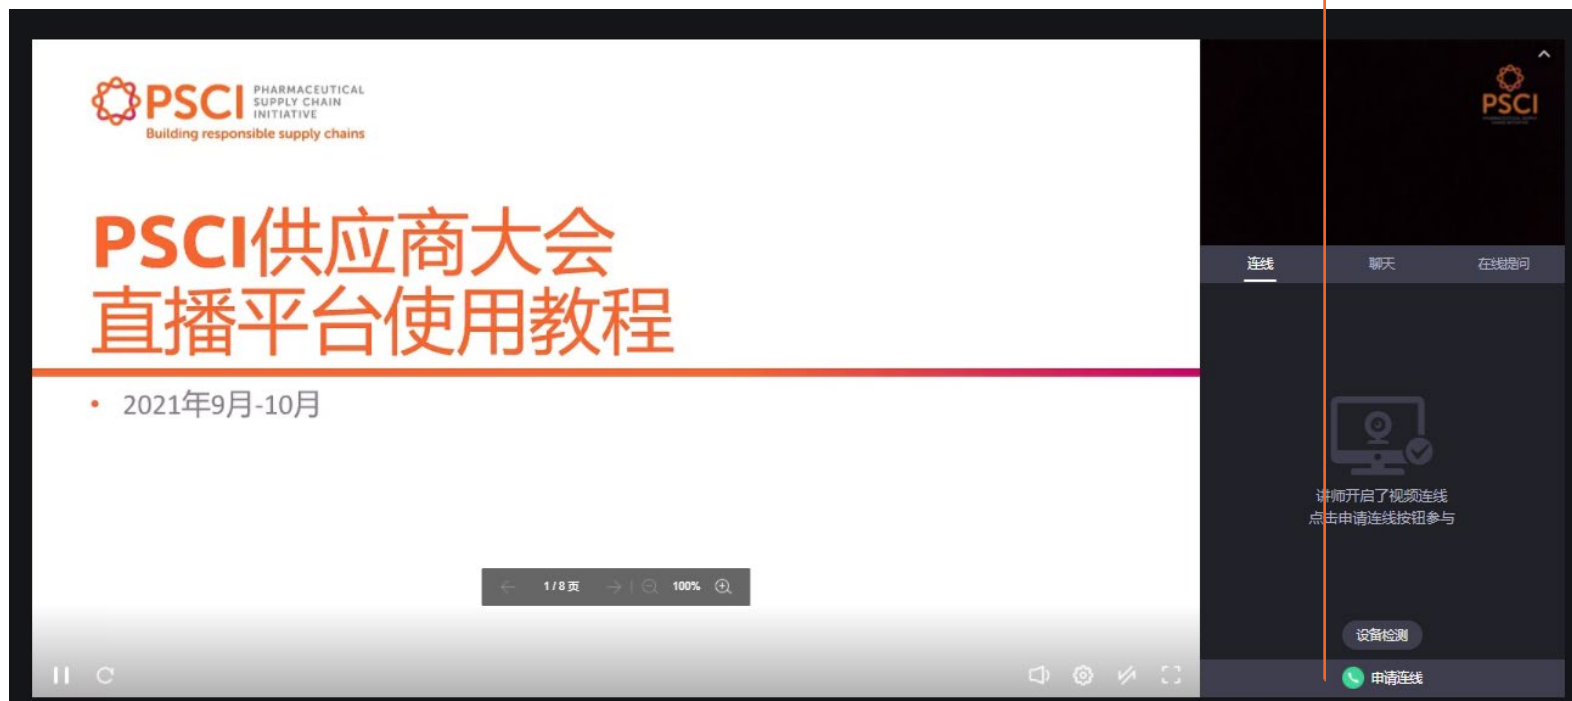 PSCI
PHARMACEUTICAL
SUPPLY CHAIN
INITIATIVE
Building responsible supply chains
PSCI供应商大会
直播平台使用教程
• 2021年9月-10月
1 / 8 页
100%
PSCI
连线
聊天
在线提问
讲师开启了视频连线
点击申请连线按钮参与
设备检测
申请连线